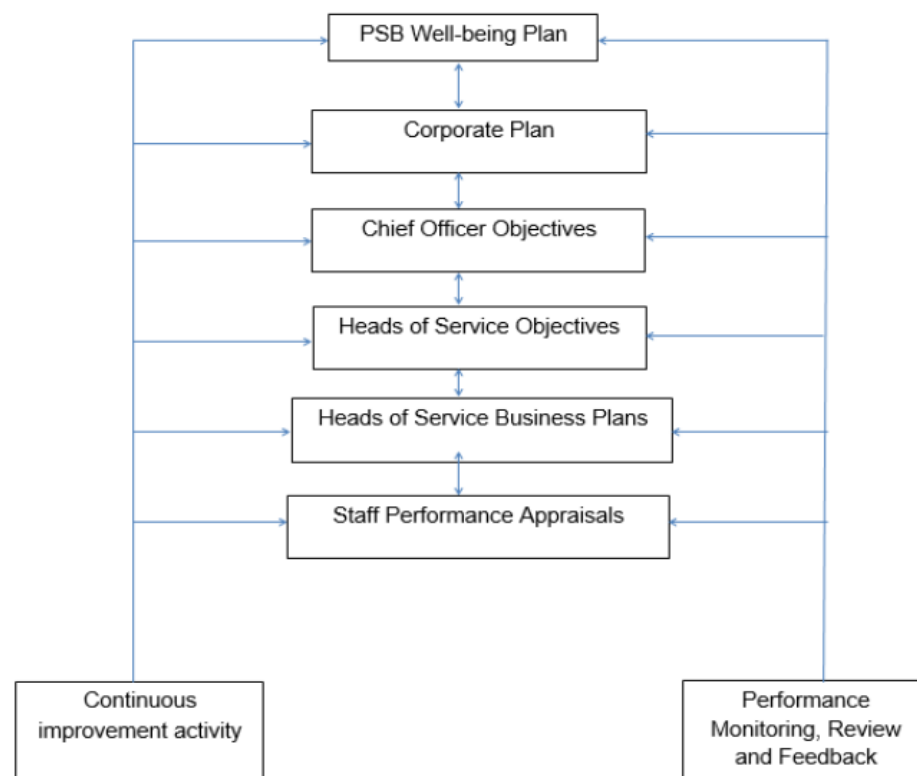 PSB Well-being Plan
Corporate Plan
Chief Officer Objectives
Heads of Service Objectives
Heads of Service Business Plans
Staff Performance Appraisals
Continuous
improvement activity
Performance
Monitoring, Review
and Feedback